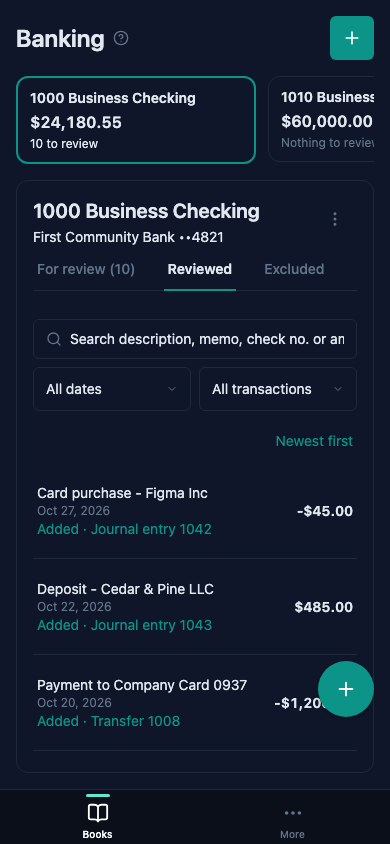 Banking
1000 Business Checking
$24,180.55
10 to review
1010 Business
$60,000.00
Nothing to review
1000 Business Checking
First Community Bank ••4821
For review (10)
Reviewed
Excluded
Search description, memo, check no. or am
All dates
All transactions
Newest first
Card purchase - Figma Inc
Oct 27, 2026
Added · Journal entry 1042
-$45.00
Deposit - Cedar & Pine LLC
Oct 22, 2026
Added · Journal entry 1043
$485.00
Payment to Company Card 0937
Oct 20, 2026
Added · Transfer 1008
-$1,20
Books
More